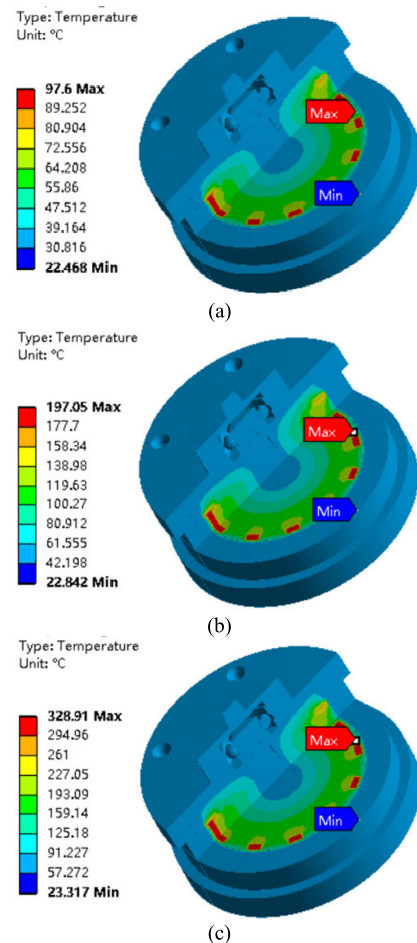 Type: Temperature
Unit: °C
97.6 Max
89.252
80.904
72.556
64.208
55.86
47.512
39.164
30.816
22.468 Min
Max
Min
(a)
Type: Temperature
Unit: °C
197.05 Max
177.7
158.34
138.98
119.63
100.27
80.912
61.555
42.198
22.842 Min
Max
Min
(b)
Type: Temperature
Unit: °C
328.91 Max
294.96
261
227.05
193.09
159.14
125.18
91.227
57.272
23.317 Min
Max
Min
(c)